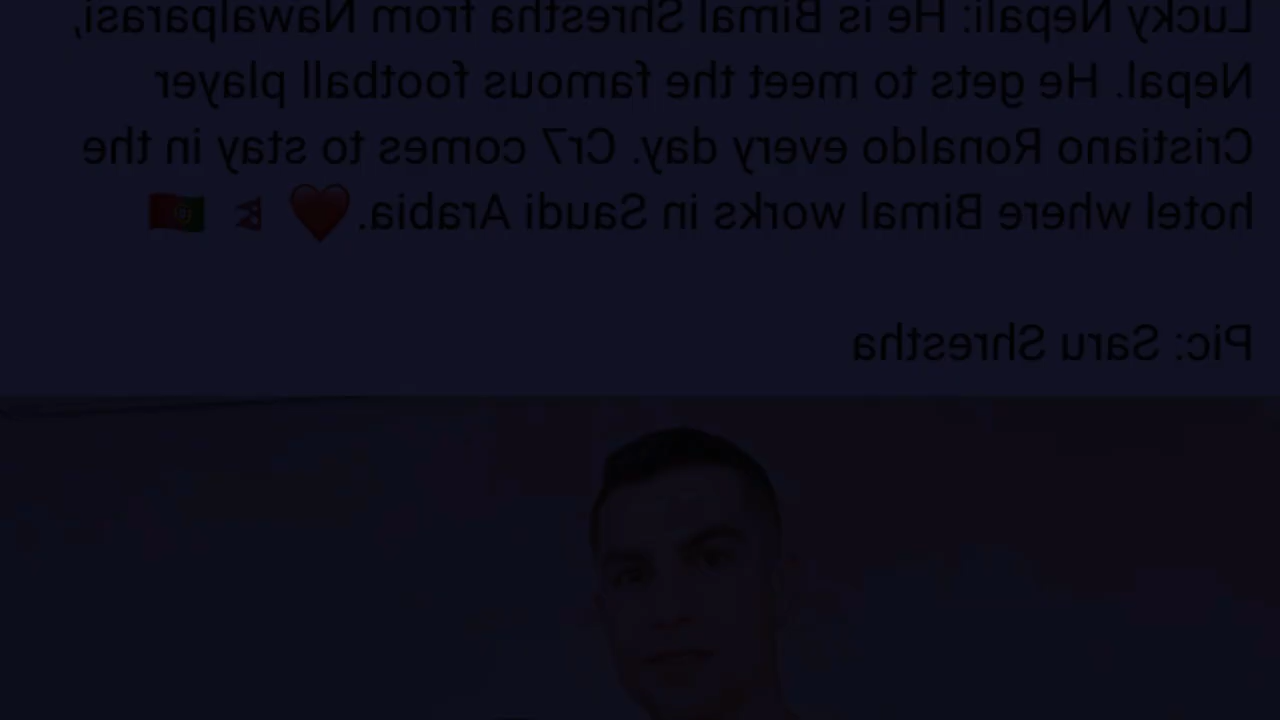 Lucky Nepali: He is Bimal Shrestha from Nawalparasi,
Nepal. He gets to meet the famous football player
Cristiano Ronaldo every day. Cr7 comes to stay in the
hotel where Bimal works in Saudi Arabia.❤️ 🇳🇵 🇵🇹
Pic: Saru Shrestha